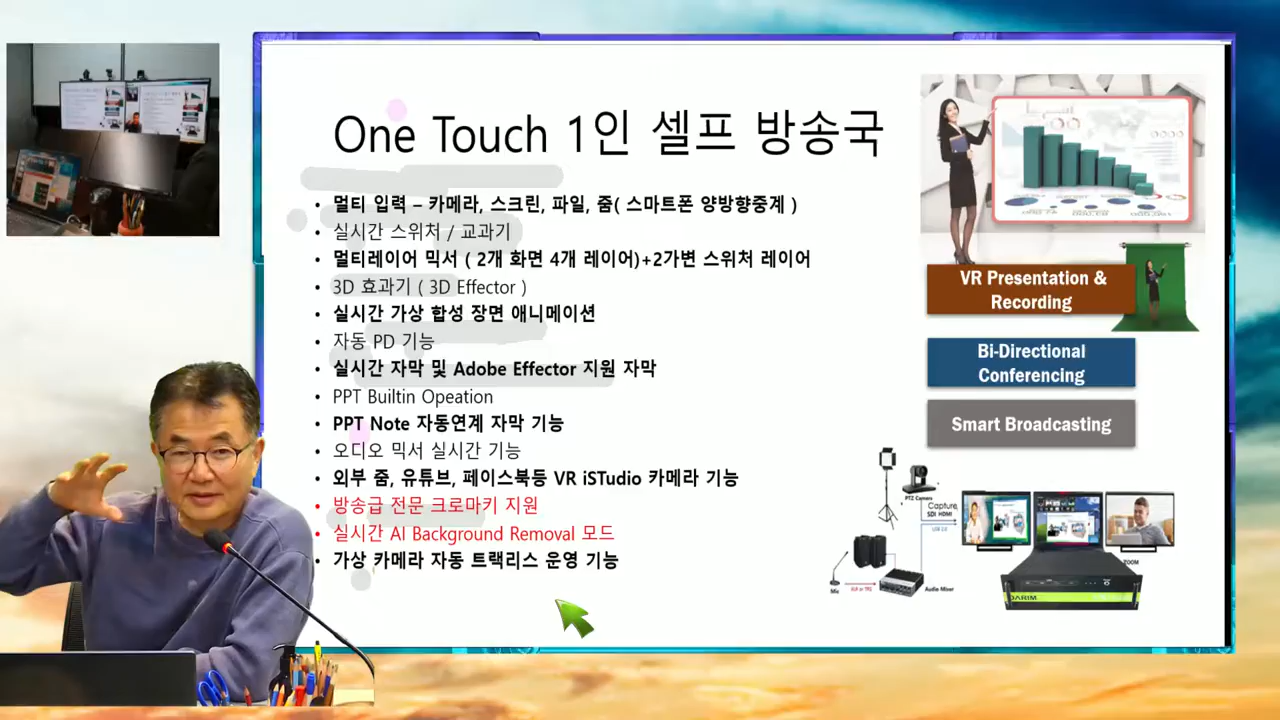 One Touch 1인 셀프 방송국
• 멀티 입력 – 카메라, 스크린, 파일, 줌( 스마트폰 양방향중계 )
• 실시간 스위처 / 교과기
• 멀티레이어 믹서 ( 2개 화면 4개 레이어)+2가변 스위처 레이어
• 3D 효과기 ( 3D Effector )
• 실시간 가상 합성 장면 애니메이션
• 자동 PD 기능
• 실시간 자막 및 Adobe Effector 지원 자막
• PPT Builtin Opeation
• PPT Note 자동연계 자막 기능
• 오디오 믹서 실시간 기능
• 외부 줌, 유튜브, 페이스북등 VR iSTudio 카메라 기능
• 방송급 전문 크로마키 지원
• 실시간 AI Background Removal 모드
• 가상 카메라 자동 트랙리스 운영 기능
VR Presentation &
Recording
Bi-Directional
Conferencing
Smart Broadcasting
PTZ Camera
Capture
SDI HDMI
USB 3.0
Mic
XLR or TRS
Audio Mixer
ZOOM
DARIM